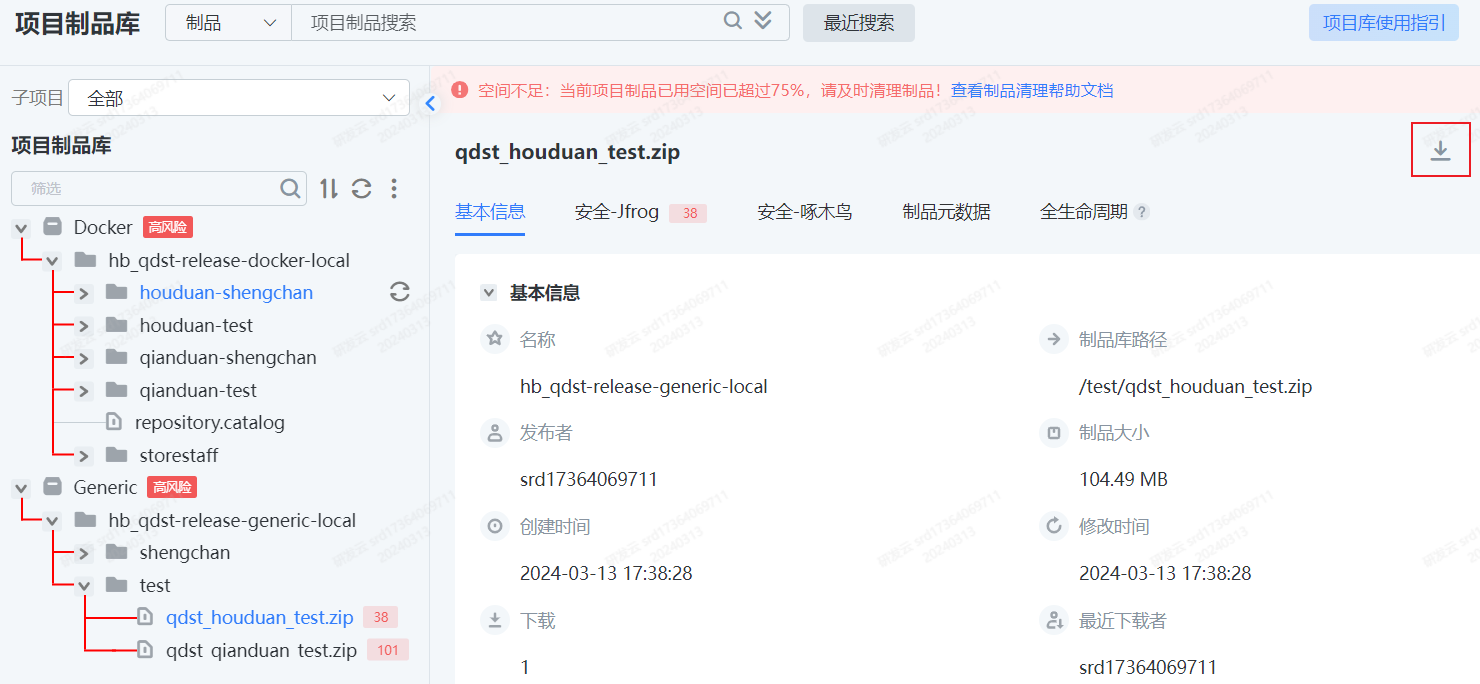 项目制品库
制品
项目制品搜索
最近搜索
项目库使用指引
子项目
全部
项目制品库
筛选
Docker 高风险
hb_qdst-release-docker-local
houduan-shengchan
houduan-test
qianduan-shengchan
qianduan-test
repository.catalog
storestaff
Generic 高风险
hb_qdst-release-generic-local
shengchan
test
qdst_houduan_test.zip 38
qdst_qianduan_test.zip 101
空间不足：当前项目制品已用空间已超过75%，请及时清理制品！查看制品清理帮助文档
qdst_houduan_test.zip
基本信息 安全-Jfrog 38 安全-啄木鸟 制品元数据 全生命周期 ?
基本信息
名称
hb_qdst-release-generic-local
制品库路径
/test/qdst_houduan_test.zip
发布者
srd17364069711
制品大小
104.49 MB
创建时间
2024-03-13 17:38:28
修改时间
2024-03-13 17:38:28
下载
1
最近下载者
srd17364069711
研发云 srd17364069711
20240313